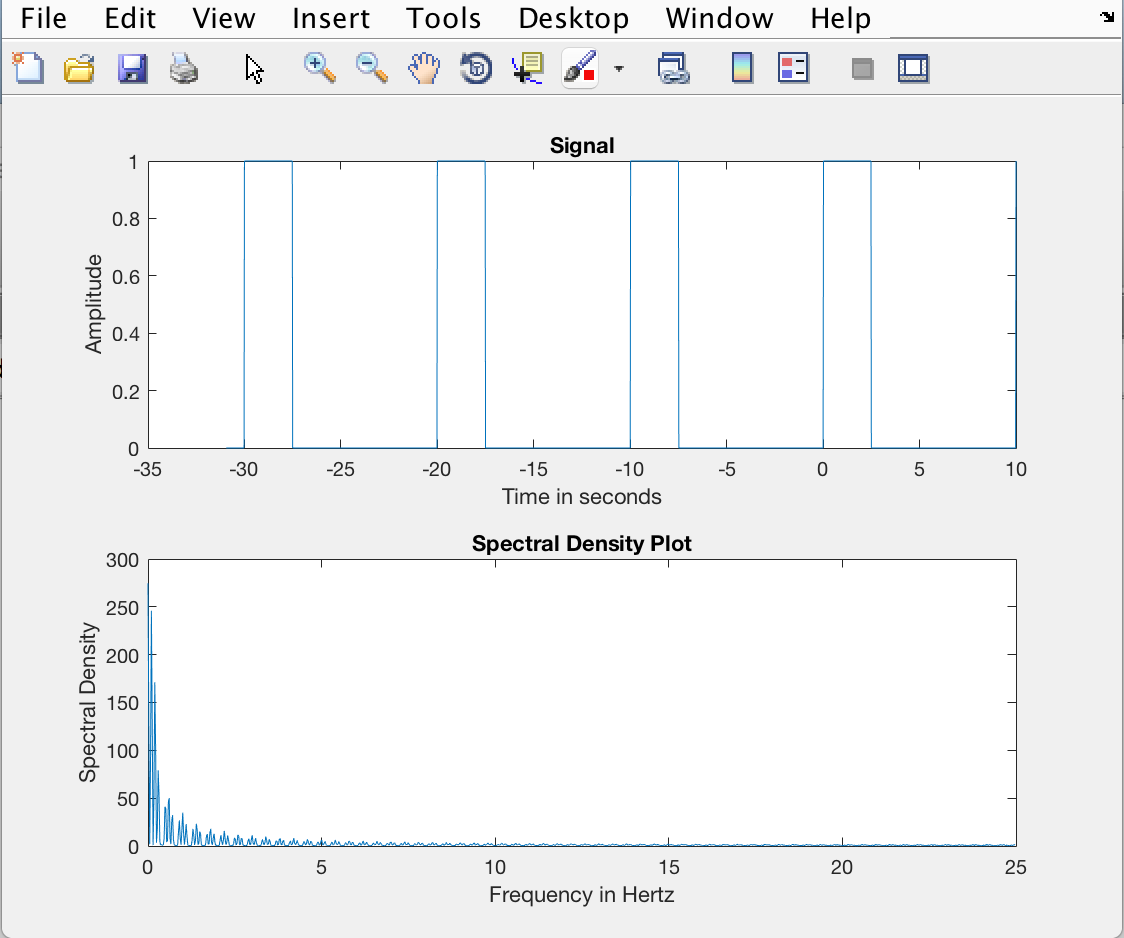 File Edit View Insert Tools Desktop Window Help
Signal
1
0.8
0.6
0.4
0.2
0
Amplitude
-35 -30 -25 -20 -15 -10 -5 0 5 10
Time in seconds
Spectral Density Plot
300
250
200
150
100
50
0
Spectral Density
0 5 10 15 20 25
Frequency in Hertz